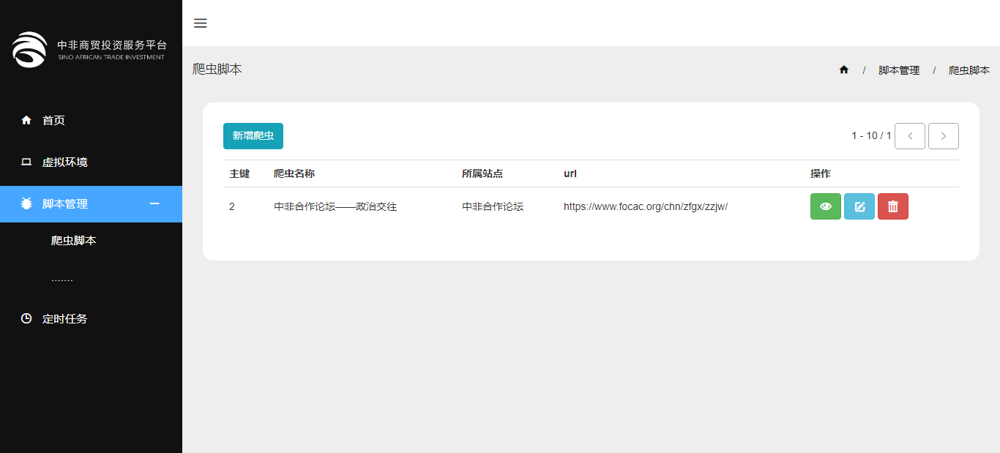 中非商贸投资服务平台
SINO AFRICAN TRADE INVESTMENT
首页
虚拟环境
脚本管理
爬虫脚本
.......
定时任务
爬虫脚本
/ 脚本管理 / 爬虫脚本
新增爬虫
1 - 10 / 1
主键 爬虫名称 所属站点 url 操作
2 中非合作论坛——政治交往 中非合作论坛 https://www.focac.org/chn/zfgx/zzjw/